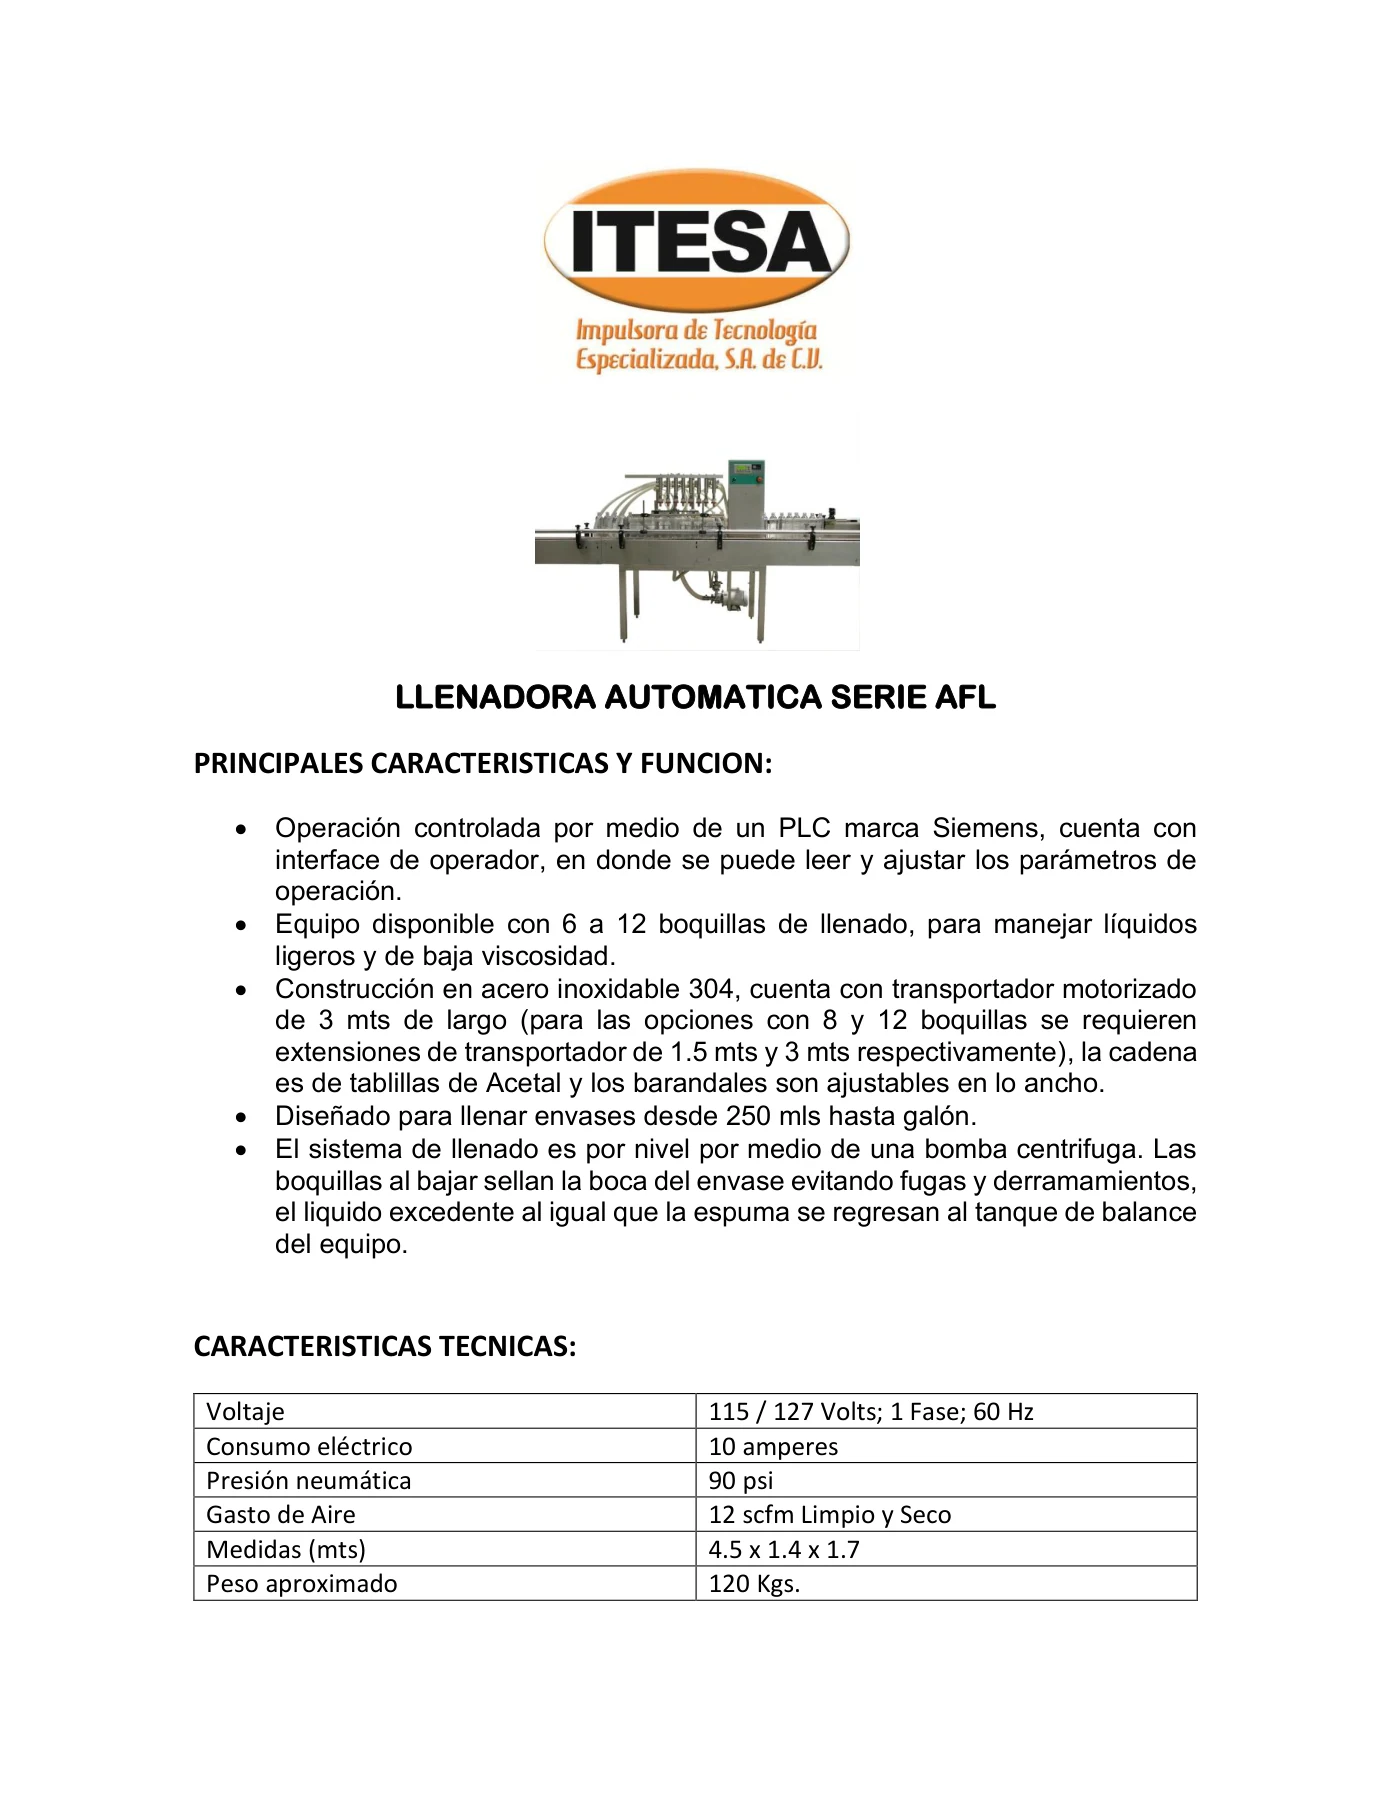 ITESA
Impulsora de Tecnología
Especializada, S.A. de C.V.
LLENADORA AUTOMATICA SERIE AFL
PRINCIPALES CARACTERISTICAS Y FUNCION:
• Operación controlada por medio de un PLC marca Siemens, cuenta con
interface de operador, en donde se puede leer y ajustar los parámetros de
operación.
• Equipo disponible con 6 a 12 boquillas de llenado, para manejar líquidos
ligeros y de baja viscosidad.
• Construcción en acero inoxidable 304, cuenta con transportador motorizado
de 3 mts de largo (para las opciones con 8 y 12 boquillas se requieren
extensiones de transportador de 1.5 mts y 3 mts respectivamente), la cadena
es de tablillas de Acetal y los barandales son ajustables en lo ancho.
• Diseñado para llenar envases desde 250 mls hasta galón.
• El sistema de llenado es por nivel por medio de una bomba centrifuga. Las
boquillas al bajar sellan la boca del envase evitando fugas y derramamientos,
el liquido excedente al igual que la espuma se regresan al tanque de balance
del equipo.
CARACTERISTICAS TECNICAS:
Voltaje 115 / 127 Volts; 1 Fase; 60 Hz
Consumo eléctrico 10 amperes
Presión neumática 90 psi
Gasto de Aire 12 scfm Limpio y Seco
Medidas (mts) 4.5 x 1.4 x 1.7
Peso aproximado 120 Kgs.